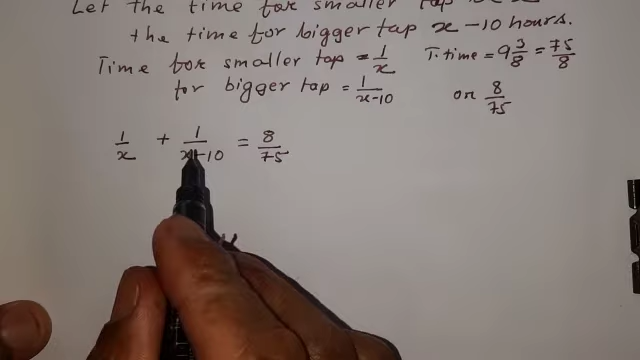 Let the time for smaller tap be x
the time for bigger tap x - 10 hours.
Time for smaller tap = 1/x T. time = 9 3/8 = 75/8
for bigger tap = 1/x-10 or 8/75
1/x + 1/x-10 = 8/75